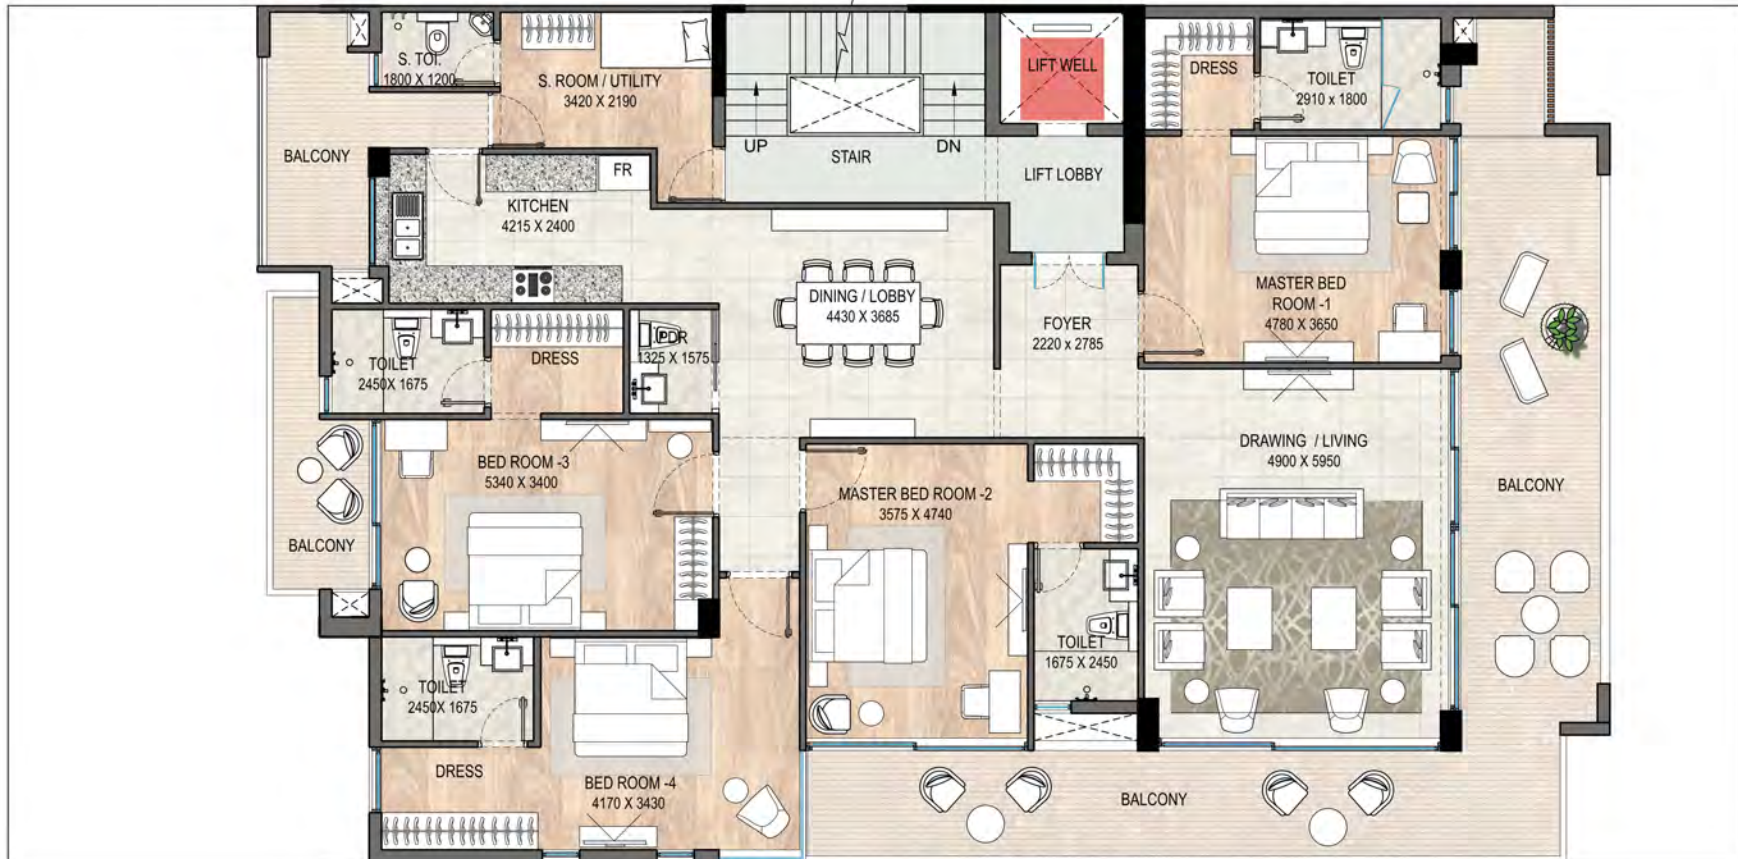 S. TOI.
1800 X 1200
S. ROOM / UTILITY
3420 X 2190
LIFT WELL
DRESS
TOILET
2910 x 1800
BALCONY
UP
STAIR
DN
LIFT LOBBY
FR
KITCHEN
4215 X 2400
MASTER BED
ROOM -1
4780 X 3650
DINING / LOBBY
4430 X 3685
FOYER
2220 x 2785
TOILET
2450X 1675
DRESS
PDR
1325 X 1575
DRAWING / LIVING
4900 X 5950
BED ROOM -3
5340 X 3400
MASTER BED ROOM -2
3575 X 4740
BALCONY
BALCONY
TOILET
1675 X 2450
TOILET
2450X 1675
DRESS
BED ROOM -4
4170 X 3430
BALCONY